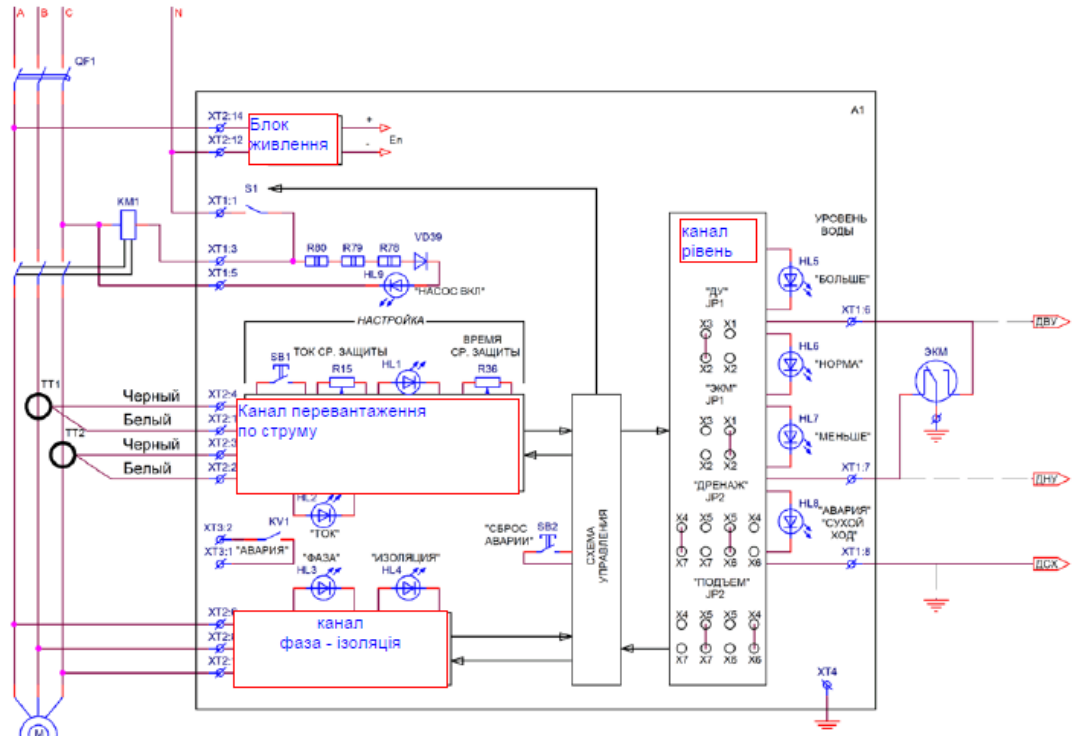 A B C N
QF1
A1
XT2:14
XT2:12
Блок
живлення
+
-
Еп
KM1
XT1:1
S1
XT1:3
XT1:5
R80 R79 R78 VD39
HL9
"НАСОС ВКЛ"
НАСТРОЙКА
ТОК СР. ЗАЩИТЫ
ВРЕМЯ
СР. ЗАЩИТЫ
SB1
R15
HL1
R36
TT1
TT2
Черный
Белый
Черный
Белый
XT2:4
XT2:1
XT2:3
XT2:2
Канал перевантаження
по струму
HL2
"ТОК"
XT3:2
XT3:1
KV1
"АВАРИЯ"
"ФАЗА"
HL3
"ИЗОЛЯЦИЯ"
HL4
"СБРОС
АВАРИИ"
SB2
СХЕМА
УПРАВЛЕНИЯ
канал
фаза - ізоляція
M
канал
рівень
"ДУ"
JP1
X3 X1
X2 X2
"ЭКМ"
JP1
X3 X1
X2 X2
"ДРЕНАЖ"
JP2
X4 X5 X5 X4
X7 X7 X6 X6
"ПОДЪЕМ"
JP2
X4 X5 X5 X4
X7 X7 X6 X6
УРОВЕНЬ
ВОДЫ
HL5
"БОЛЬШЕ"
XT1:6
ДВУ
HL6
"НОРМА"
ЭКМ
HL7
"МЕНЬШЕ"
XT1:7
ДНУ
HL8
"АВАРИЯ"
"СУХОЙ
ХОД"
XT1:8
ДСХ
XT4